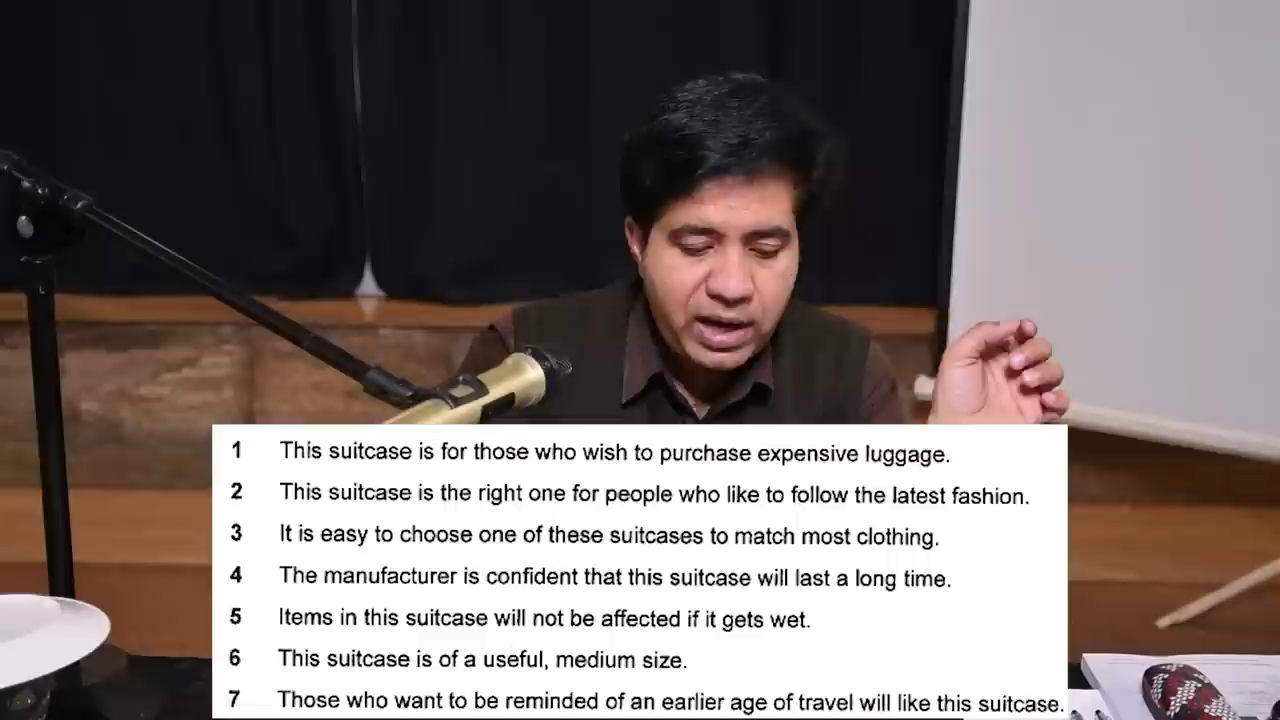 1 This suitcase is for those who wish to purchase expensive luggage.
2 This suitcase is the right one for people who like to follow the latest fashion.
3 It is easy to choose one of these suitcases to match most clothing.
4 The manufacturer is confident that this suitcase will last a long time.
5 Items in this suitcase will not be affected if it gets wet.
6 This suitcase is of a useful, medium size.
7 Those who want to be reminded of an earlier age of travel will like this suitcase.